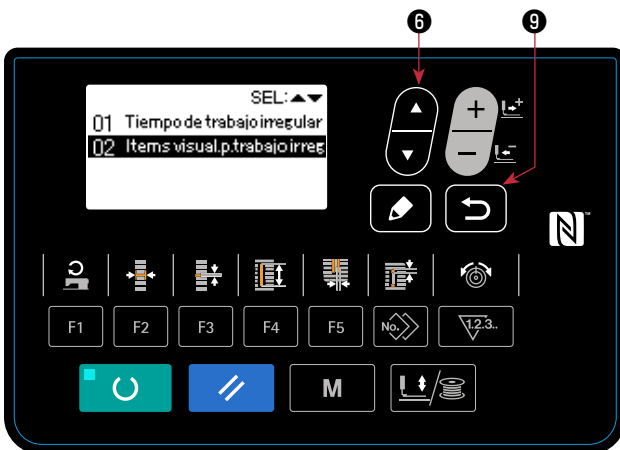 ❻ ❾
SEL:▲▼
01 Tiempo de trabajo irregular
02 Items visual.p.trabajo irreg
F1 F2 F3 F4 F5 No. 1.2.3..
M